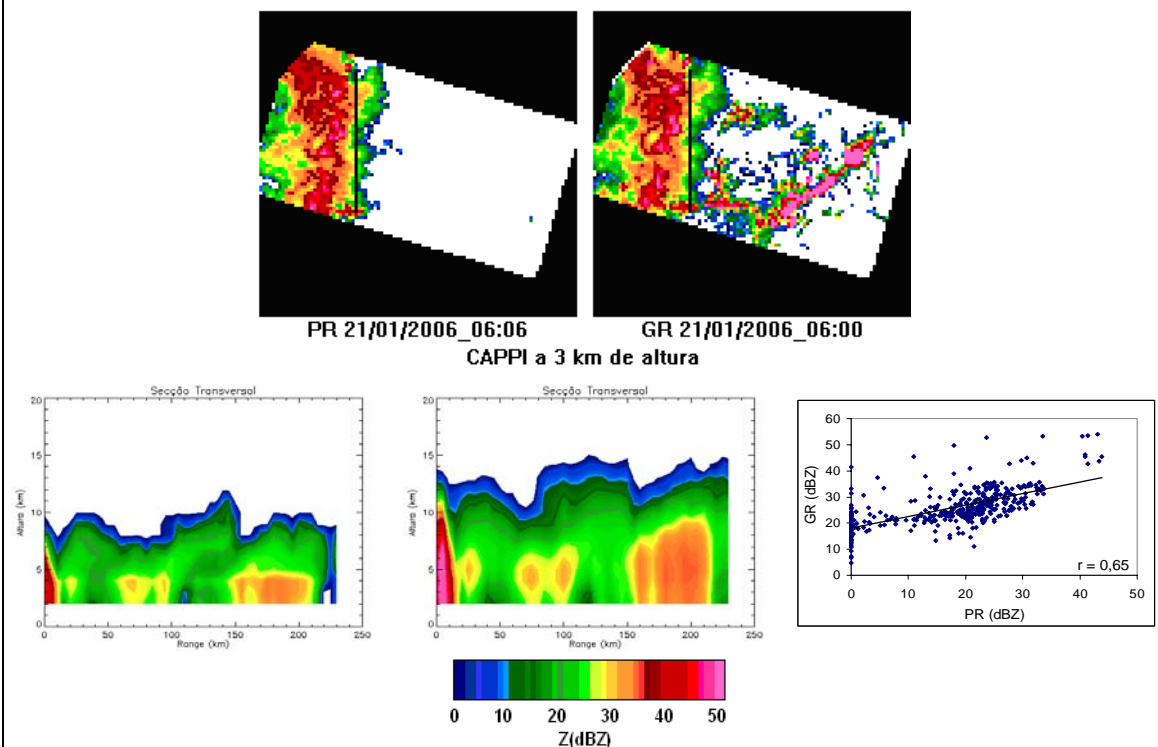 PR 21/01/2006_06:06
GR 21/01/2006_06:00
CAPPI a 3 km de altura
Secção Transversal
20
15
10
5
0
Altura (km)
0 50 100 150 200 250
Range (km)
Secção Transversal
20
15
10
5
0
Altura (km)
0 50 100 150 200 250
Range (km)
60
50
40
30
20
10
0
GR (dBZ)
r = 0,65
0 10 20 30 40 50
PR (dBZ)
0 10 20 30 40 50
Z(dBZ)